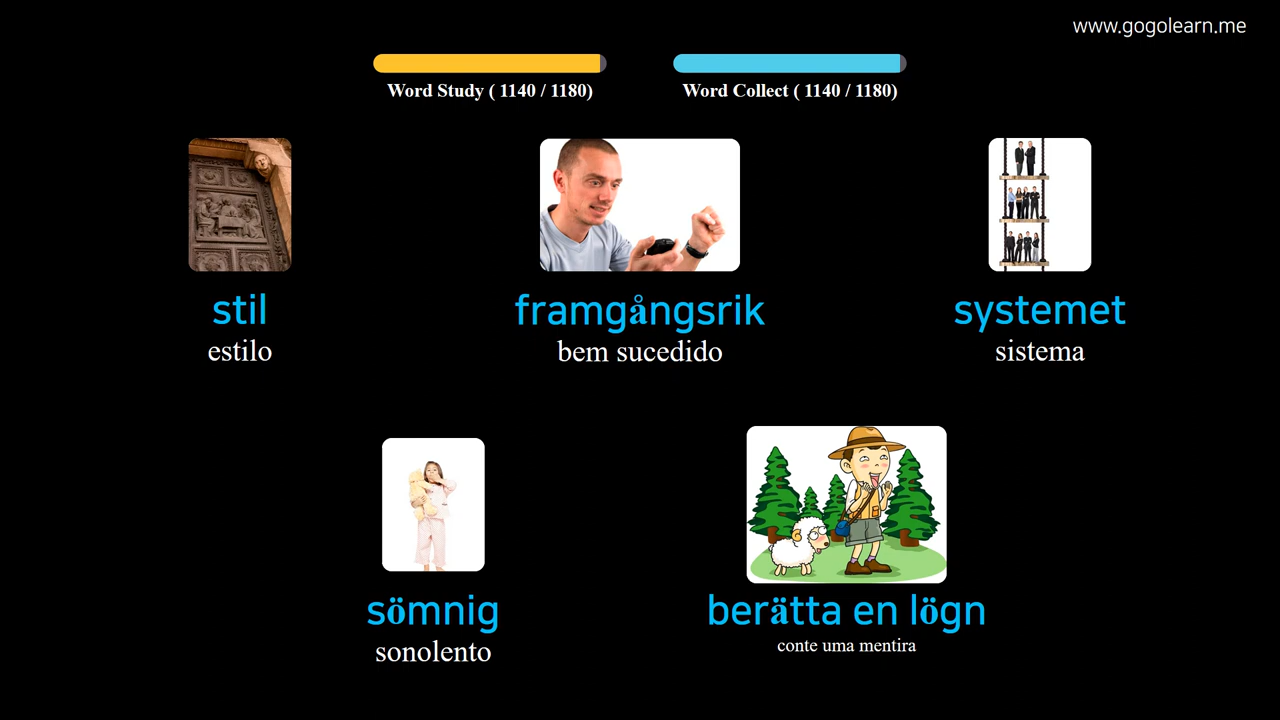 www.gogolearn.me
Word Study ( 1140 / 1180)
Word Collect ( 1140 / 1180)
stil
estilo
framgångsrik
bem sucedido
systemet
sistema
sömnig
sonolento
berätta en lögn
conte uma mentira